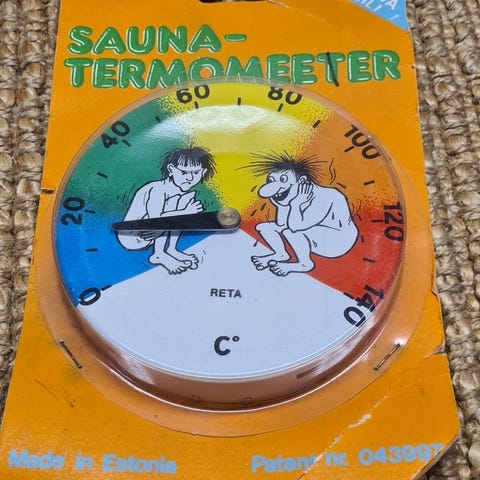 SAUNA-
TERMOMEETER
0
20
40
60
80
100
120
140
RETA
C°
Made in Estonia
Patent nr. 043997